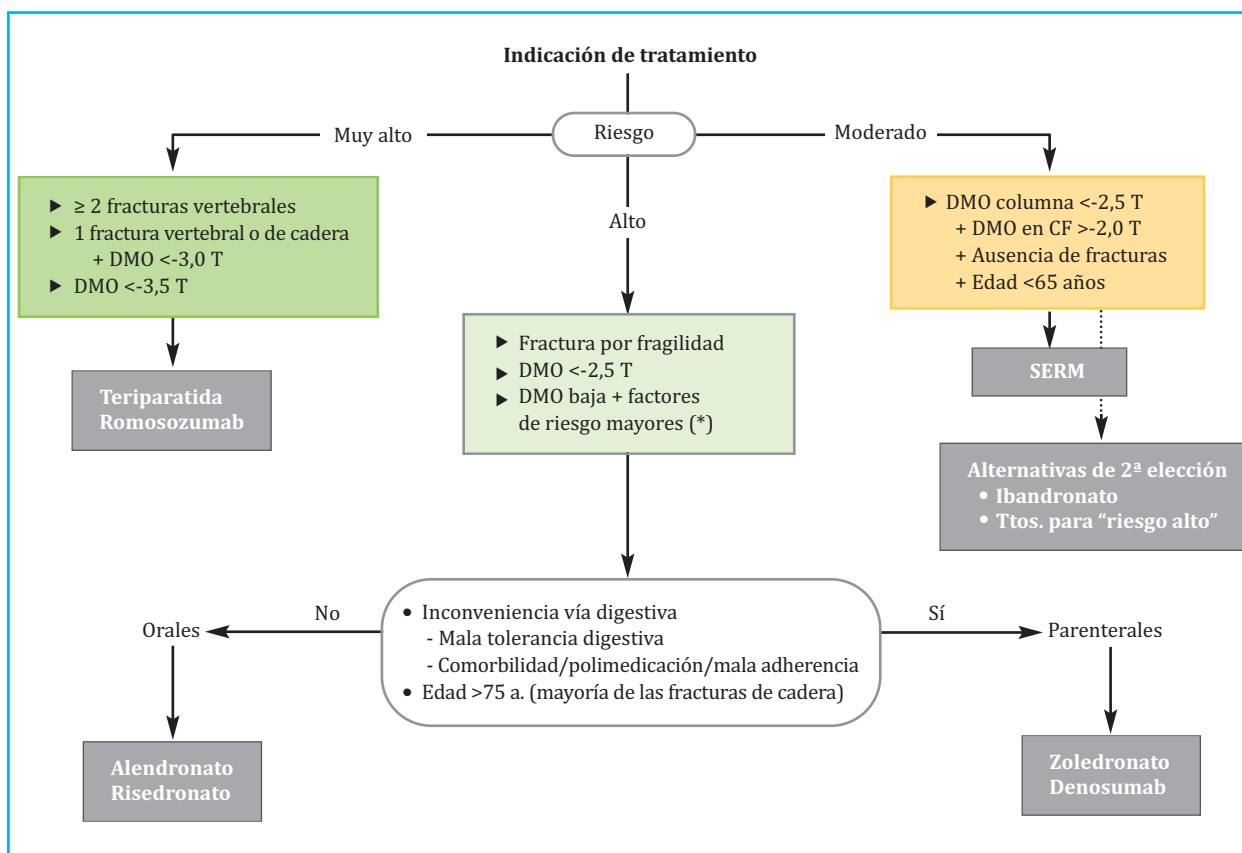 Indicación de tratamiento
Muy alto
Riesgo
Moderado
► ≥ 2 fracturas vertebrales
► 1 fractura vertebral o de cadera
+ DMO <-3,0 T
► DMO <-3,5 T
Alto
► DMO columna <-2,5 T
+ DMO en CF >-2,0 T
+ Ausencia de fracturas
+ Edad <65 años
Teriparatida
Romosozumab
► Fractura por fragilidad
► DMO <-2,5 T
► DMO baja + factores
de riesgo mayores (*)
SERM
Alternativas de 2ª elección
• Ibandronato
• Ttos. para “riesgo alto”
No
• Inconveniencia vía digestiva
- Mala tolerancia digestiva
- Comorbilidad/polimedicación/mala adherencia
• Edad >75 a. (mayoría de las fracturas de cadera)
Sí
Orales
Parenterales
Alendronato
Risedronato
Zoledronato
Denosumab